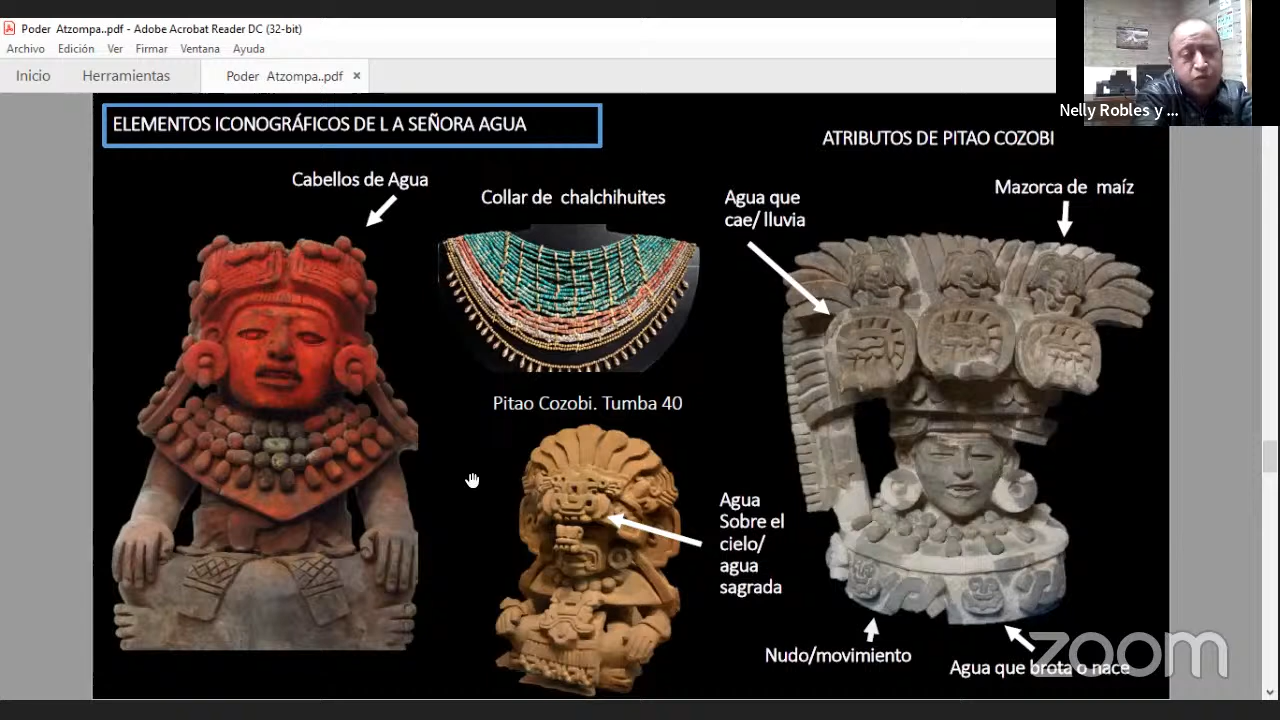 Poder Atzompa..pdf - Adobe Acrobat Reader DC (32-bit)
Archivo Edición Ver Firmar Ventana Ayuda
Inicio Herramientas Poder Atzompa..pdf ×
Nelly Robles y ...
ELEMENTOS ICONOGRÁFICOS DE L A SEÑORA AGUA
ATRIBUTOS DE PITAO COZOBI
Cabellos de Agua
Collar de chalchihuites
Agua que
cae/ lluvia
Mazorca de maíz
Pitao Cozobi. Tumba 40
Agua
Sobre el
cielo/
agua
sagrada
Nudo/movimiento
Agua que brota o nace
zoom